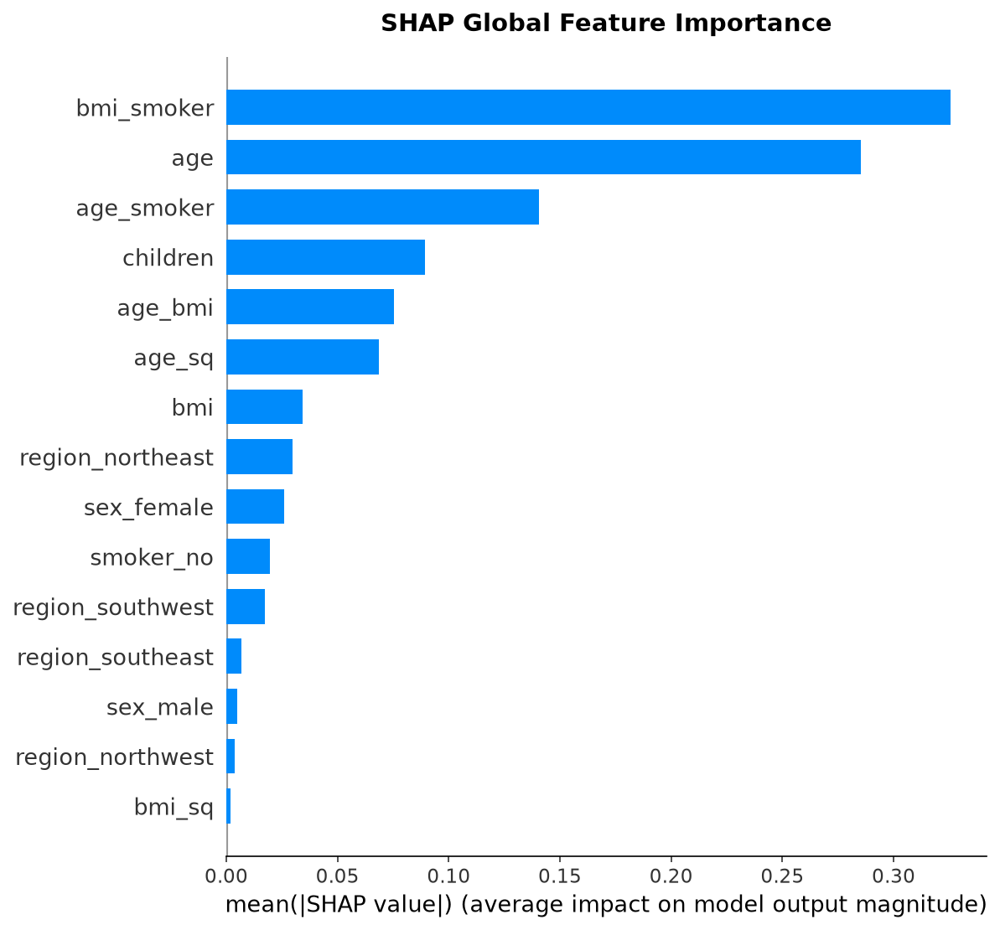 SHAP Global Feature Importance
bmi_smoker
age
age_smoker
children
age_bmi
age_sq
bmi
region_northeast
sex_female
smoker_no
region_southwest
region_southeast
sex_male
region_northwest
bmi_sq
0.00 0.05 0.10 0.15 0.20 0.25 0.30
mean(|SHAP value|) (average impact on model output magnitude)